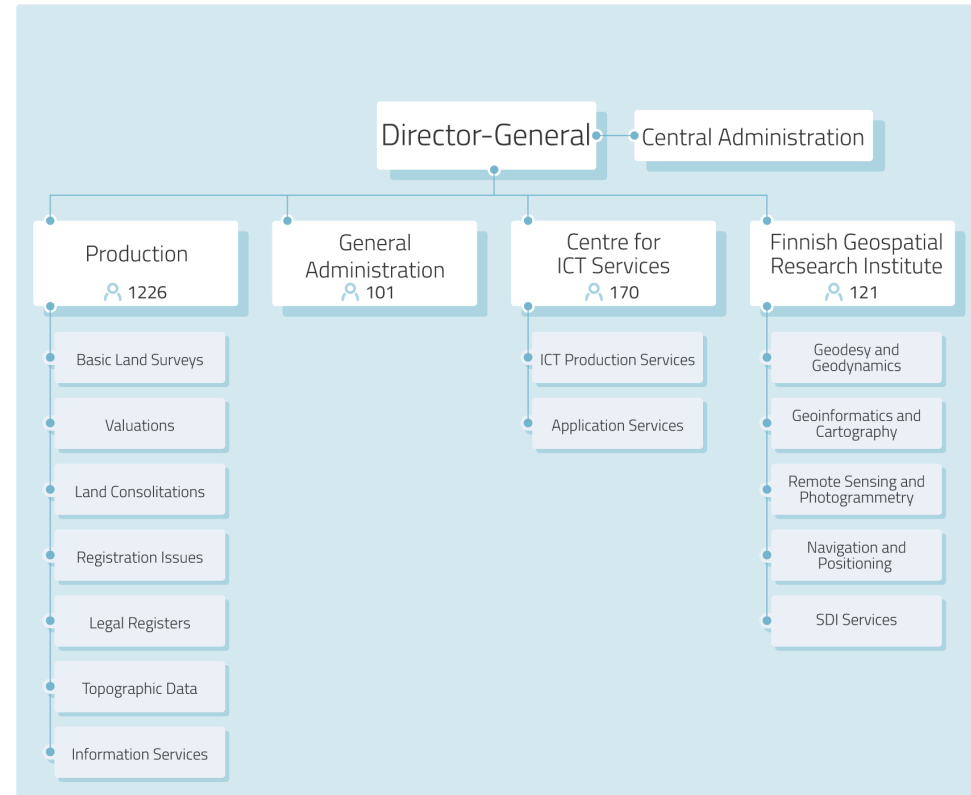 Director-General
Central Administration
Production
1226
General
Administration
101
Centre for
ICT Services
170
Finnish Geospatial
Research Institute
121
Basic Land Surveys
Valuations
Land Consolitations
Registration Issues
Legal Registers
Topographic Data
Information Services
ICT Production Services
Application Services
Geodesy and
Geodynamics
Geoinformatics and
Cartography
Remote Sensing and
Photogrammetry
Navigation and
Positioning
SDI Services